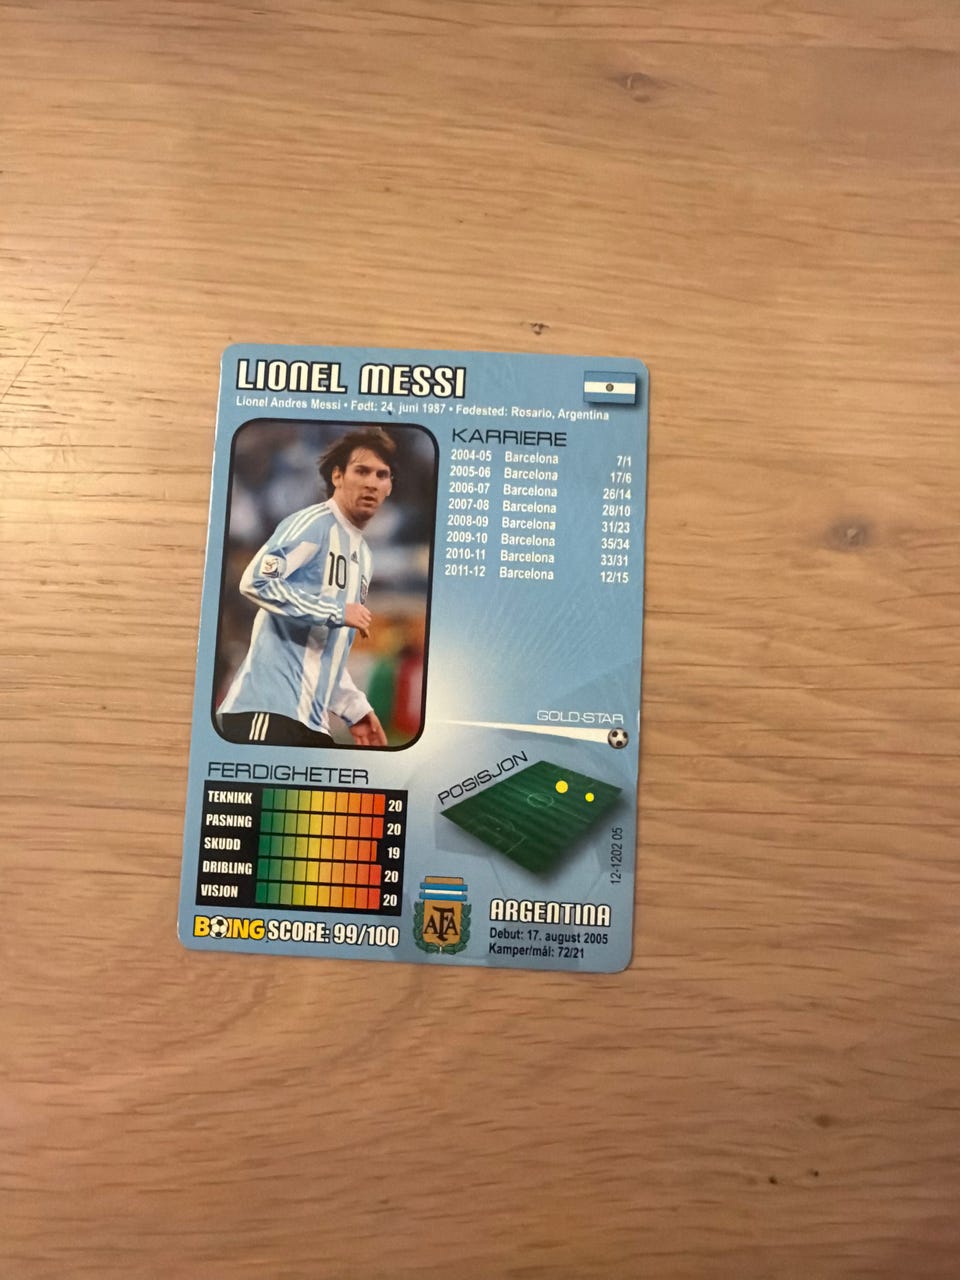 LIONEL MESSI
Lionel Andres Messi • Født: 24. juni 1987 • Fødested: Rosario, Argentina
KARRIERE
2004-05 Barcelona 7/1
2005-06 Barcelona 17/6
2006-07 Barcelona 26/14
2007-08 Barcelona 28/10
2008-09 Barcelona 31/23
2009-10 Barcelona 35/34
2010-11 Barcelona 33/31
2011-12 Barcelona 12/15
10
GOLD-STAR
FERDIGHETER
TEKNIKK 20
PASNING 20
SKUDD 19
DRIBLING 20
VISJON 20
BOING SCORE: 99/100
POSISJON
12-1202 05
AFA
ARGENTINA
Debut: 17. august 2005
Kamper/mål: 72/21